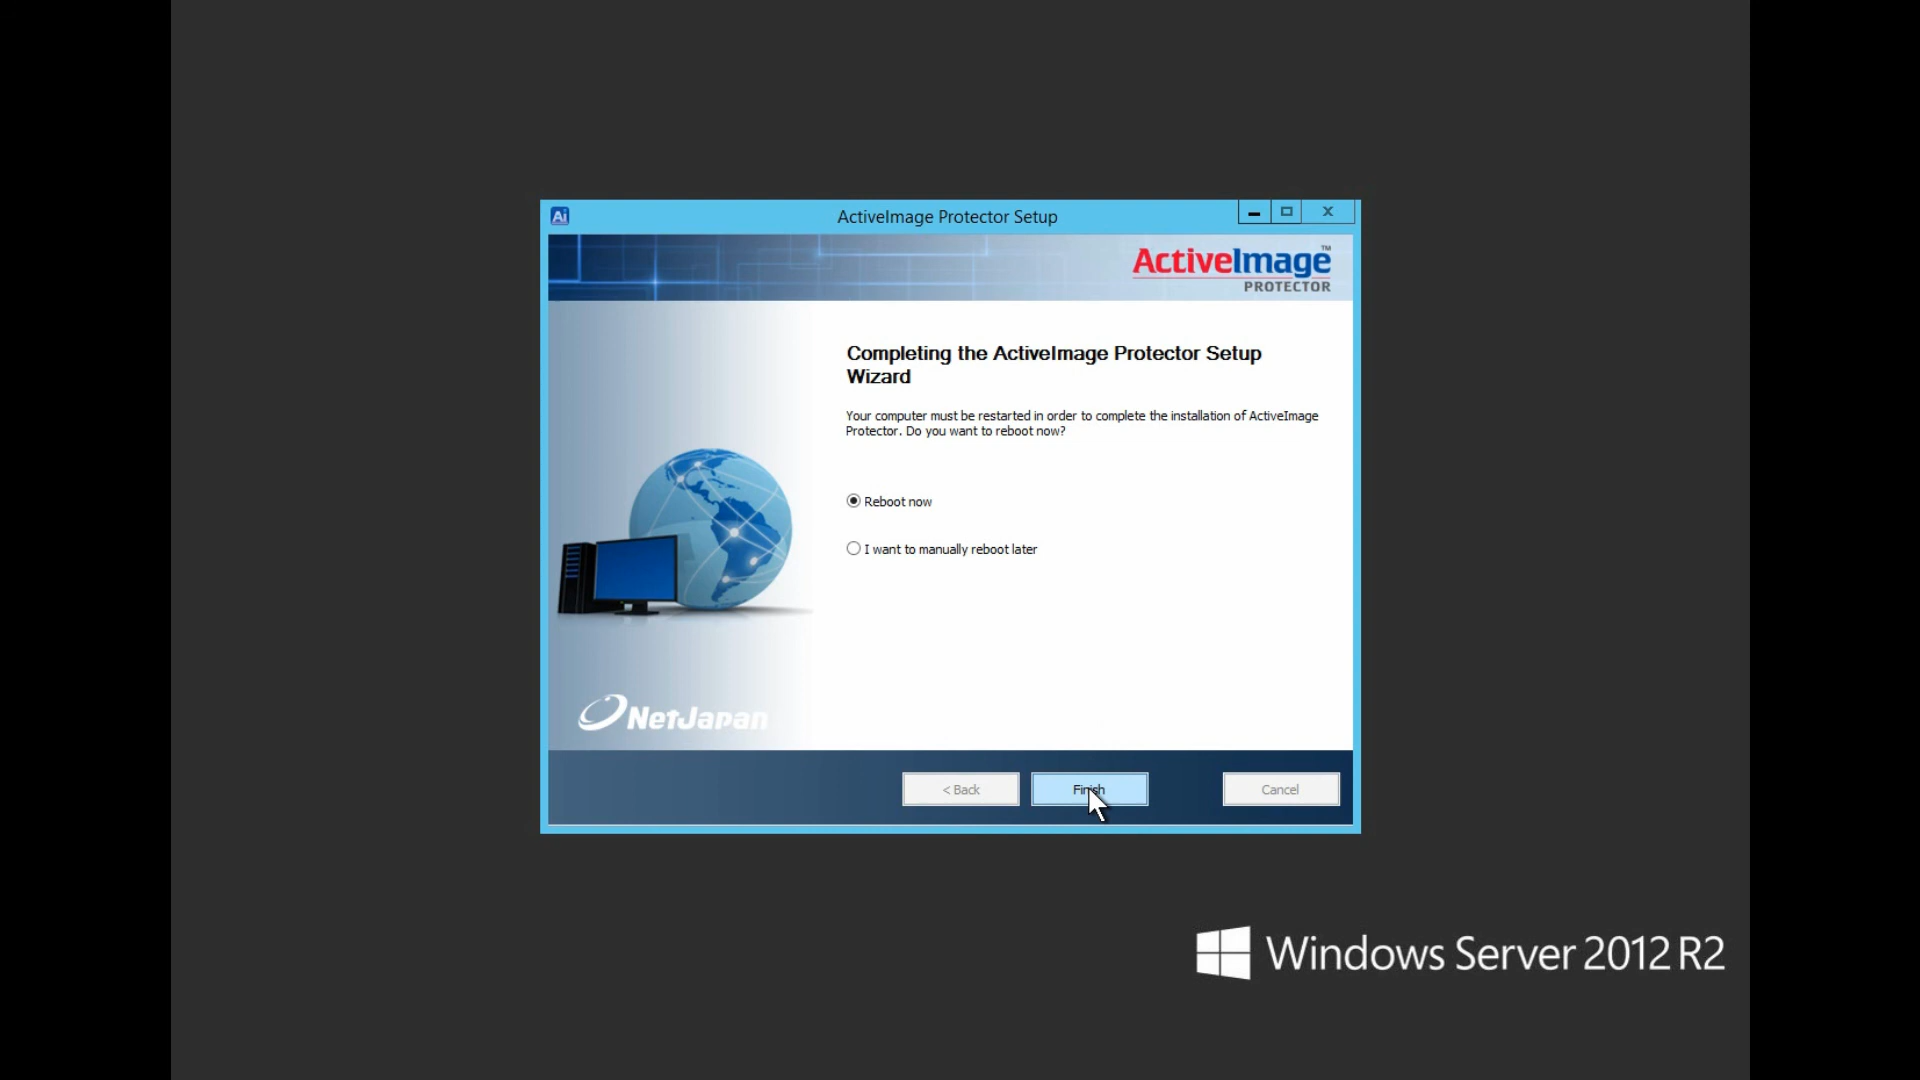 Ai
ActiveImage Protector Setup
ActiveImage™
PROTECTOR
Completing the ActiveImage Protector Setup
Wizard
Your computer must be restarted in order to complete the installation of ActiveImage
Protector. Do you want to reboot now?
Reboot now
I want to manually reboot later
NetJapan
< Back
Finish
Cancel
Windows Server 2012 R2